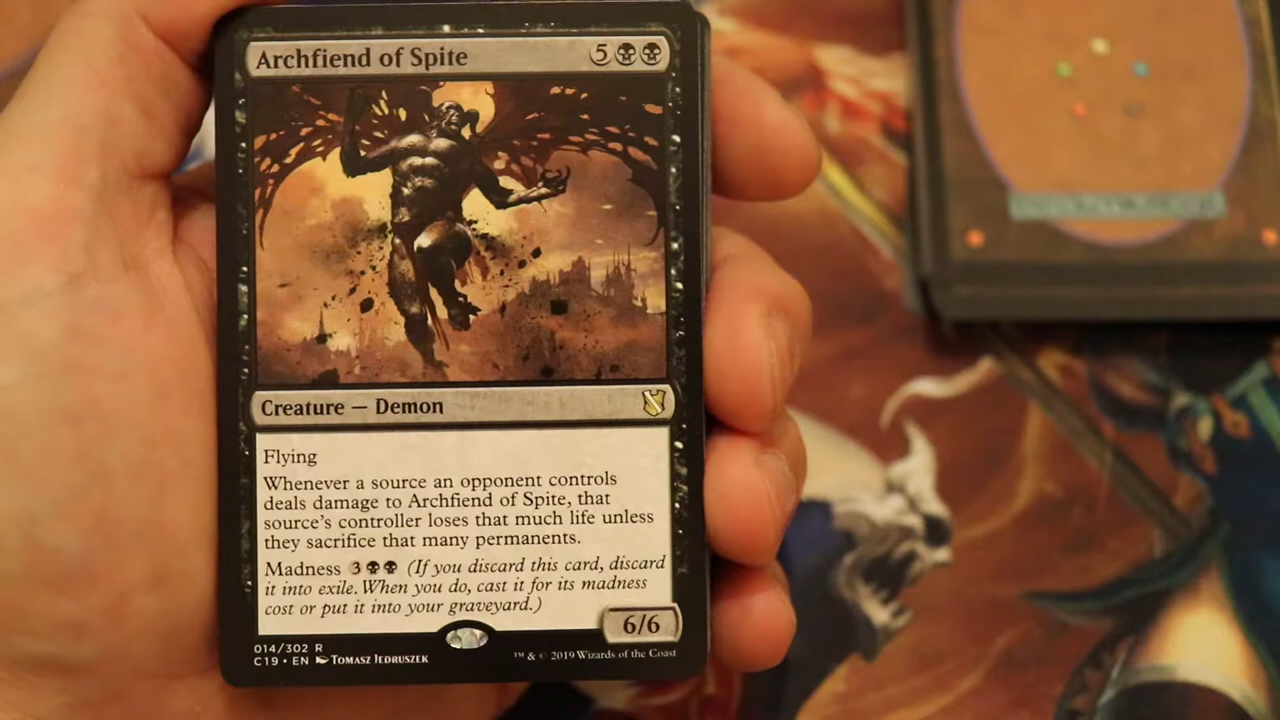 Archfiend of Spite 5
Creature — Demon
Flying
Whenever a source an opponent controls
deals damage to Archfiend of Spite, that
source's controller loses that much life unless
they sacrifice that many permanents.
Madness 3 (If you discard this card, discard
it into exile. When you do, cast it for its madness
cost or put it into your graveyard.)
6/6
014/302 R
C19 • EN TOMASZ JEDRUSZEK
™ & © 2019 Wizards of the Coast